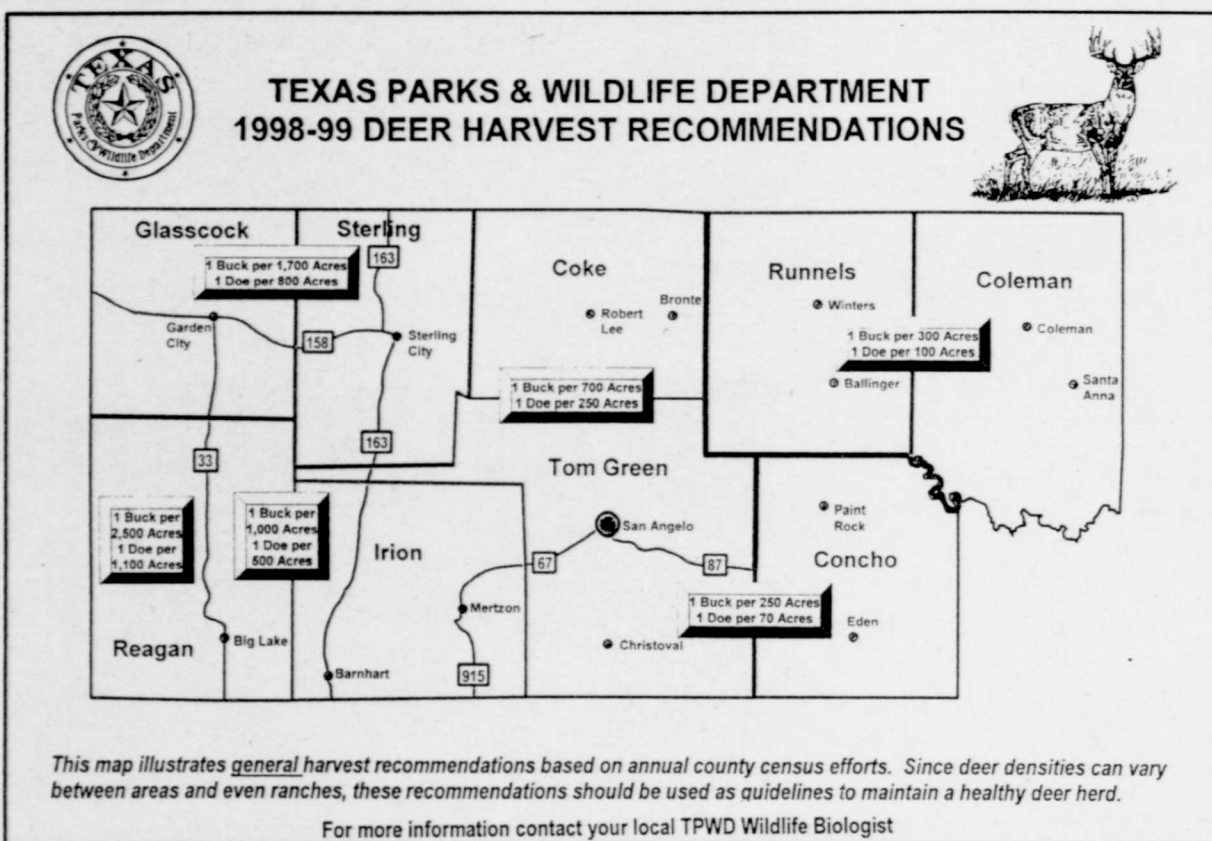 TEXAS
Parks & Wildlife Department
TEXAS PARKS & WILDLIFE DEPARTMENT
1998-99 DEER HARVEST RECOMMENDATIONS
Glasscock
Sterling
1 Buck per 1,700 Acres
1 Doe per 800 Acres
163
Garden
City
158
Sterling
City
Coke
Robert
Lee
Bronte
1 Buck per 700 Acres
1 Doe per 250 Acres
Runnels
Winters
Ballinger
1 Buck per 300 Acres
1 Doe per 100 Acres
Coleman
Coleman
Santa
Anna
33
163
1 Buck per
2,500 Acres
1 Doe per
1,100 Acres
1 Buck per
1,000 Acres
1 Doe per
500 Acres
Reagan
Big Lake
Irion
Mertzon
Barnhart
915
67
Tom Green
San Angelo
87
Christoval
1 Buck per 250 Acres
1 Doe per 70 Acres
Paint
Rock
Concho
Eden
This map illustrates general harvest recommendations based on annual county census efforts. Since deer densities can vary
between areas and even ranches, these recommendations should be used as guidelines to maintain a healthy deer herd.
For more information contact your local TPWD Wildlife Biologist